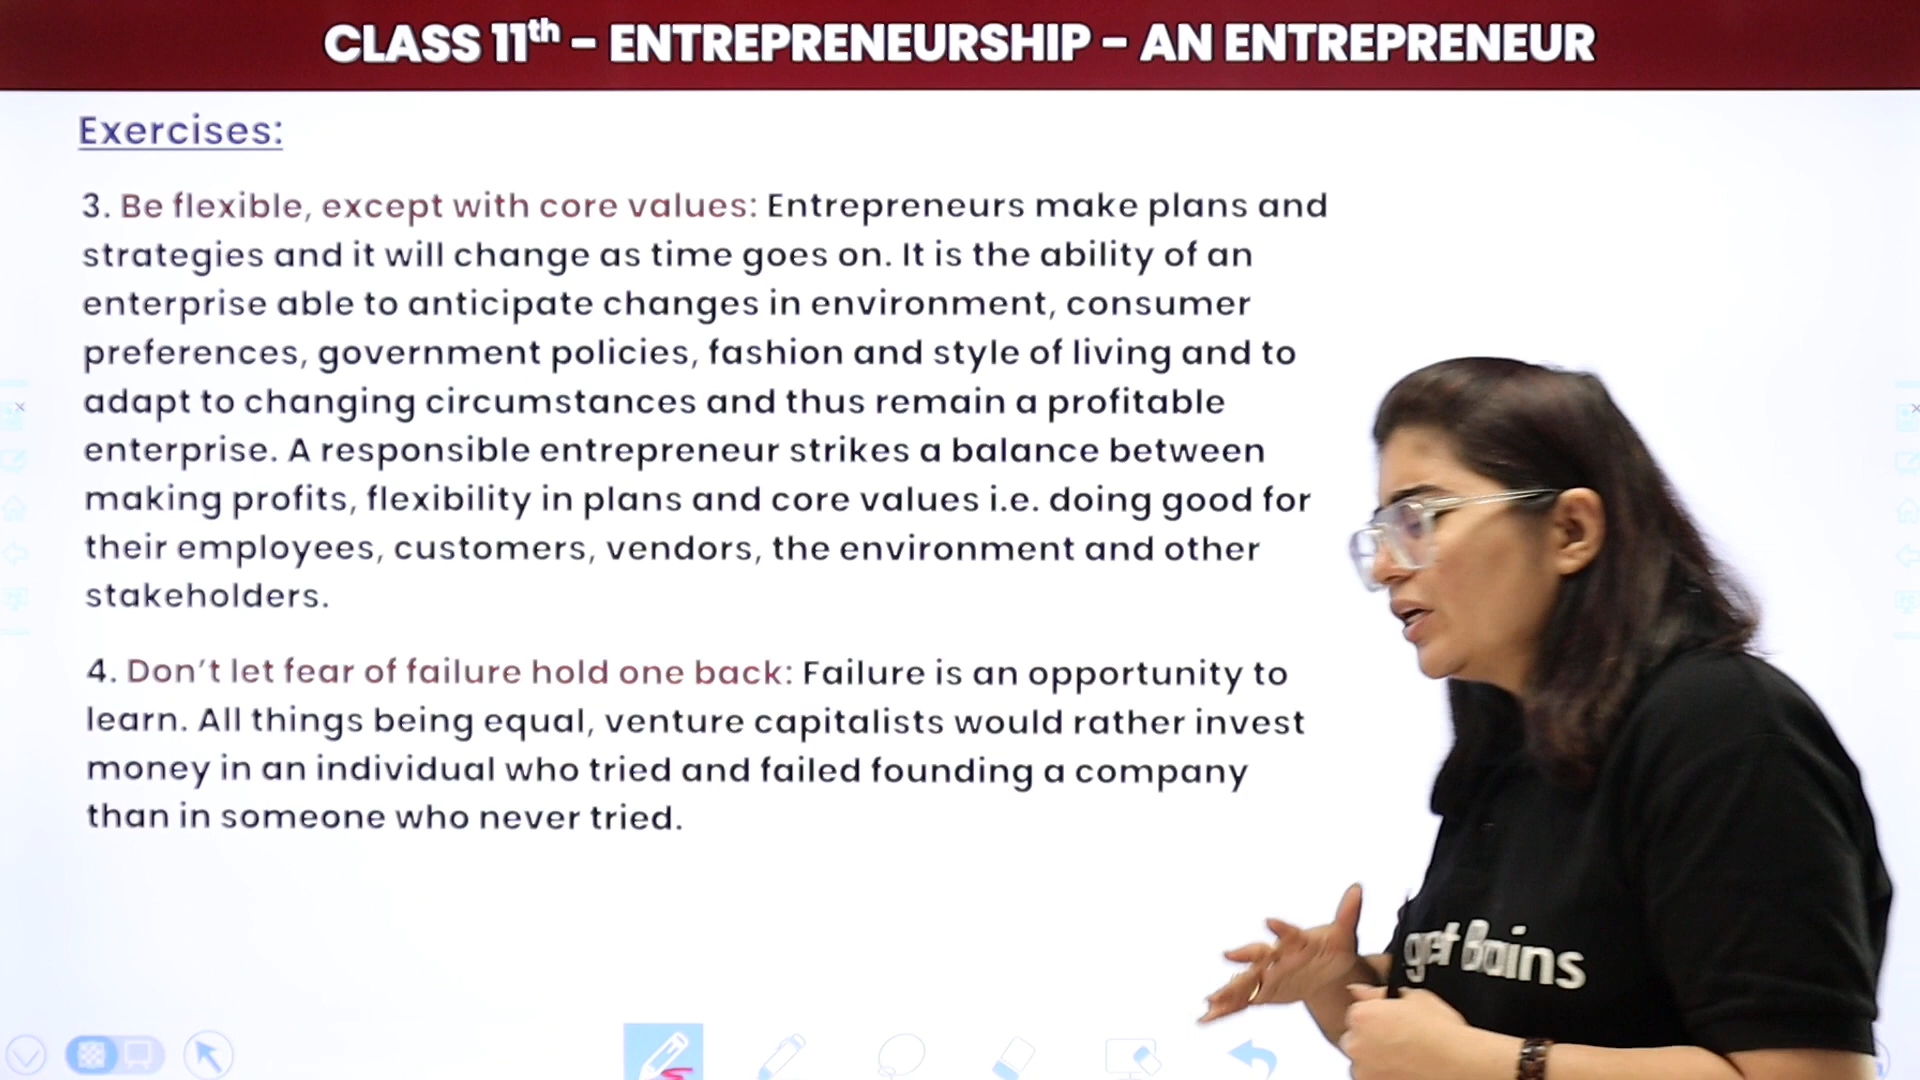 CLASS 11th – ENTREPRENEURSHIP – AN ENTREPRENEUR
Exercises:
3. Be flexible, except with core values: Entrepreneurs make plans and
strategies and it will change as time goes on. It is the ability of an
enterprise able to anticipate changes in environment, consumer
preferences, government policies, fashion and style of living and to
adapt to changing circumstances and thus remain a profitable
enterprise. A responsible entrepreneur strikes a balance between
making profits, flexibility in plans and core values i.e. doing good for
their employees, customers, vendors, the environment and other
stakeholders.
4. Don’t let fear of failure hold one back: Failure is an opportunity to
learn. All things being equal, venture capitalists would rather invest
money in an individual who tried and failed founding a company
than in someone who never tried.
Bains